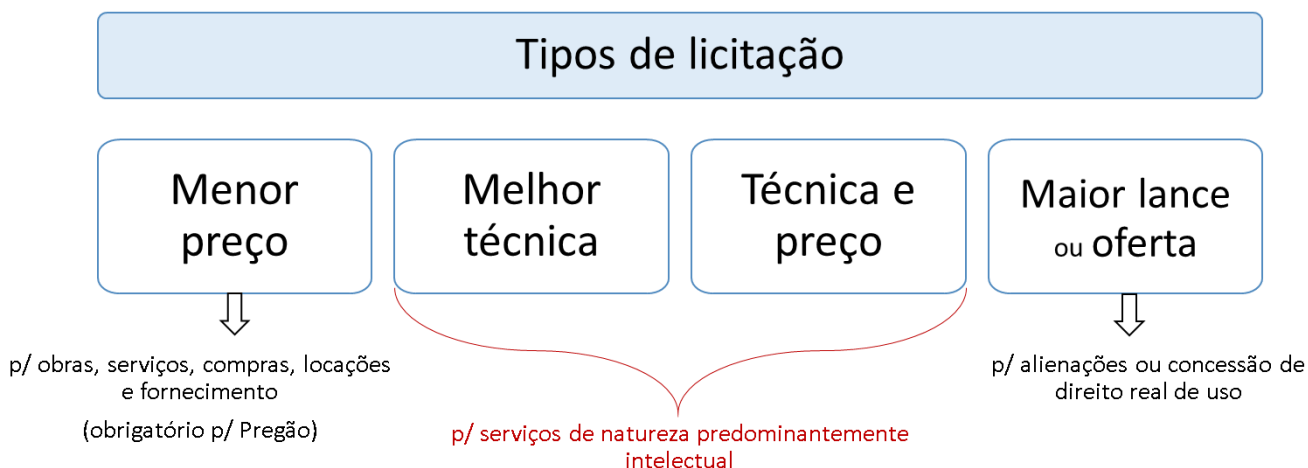 Tipos de licitação
Menor
preço
Melhor
técnica
Técnica e
preço
Maior lance
ou oferta
p/ obras, serviços, compras, locações
e fornecimento
(obrigatório p/ Pregão)
p/ serviços de natureza predominantemente
intelectual
p/ alienações ou concessão de
direito real de uso